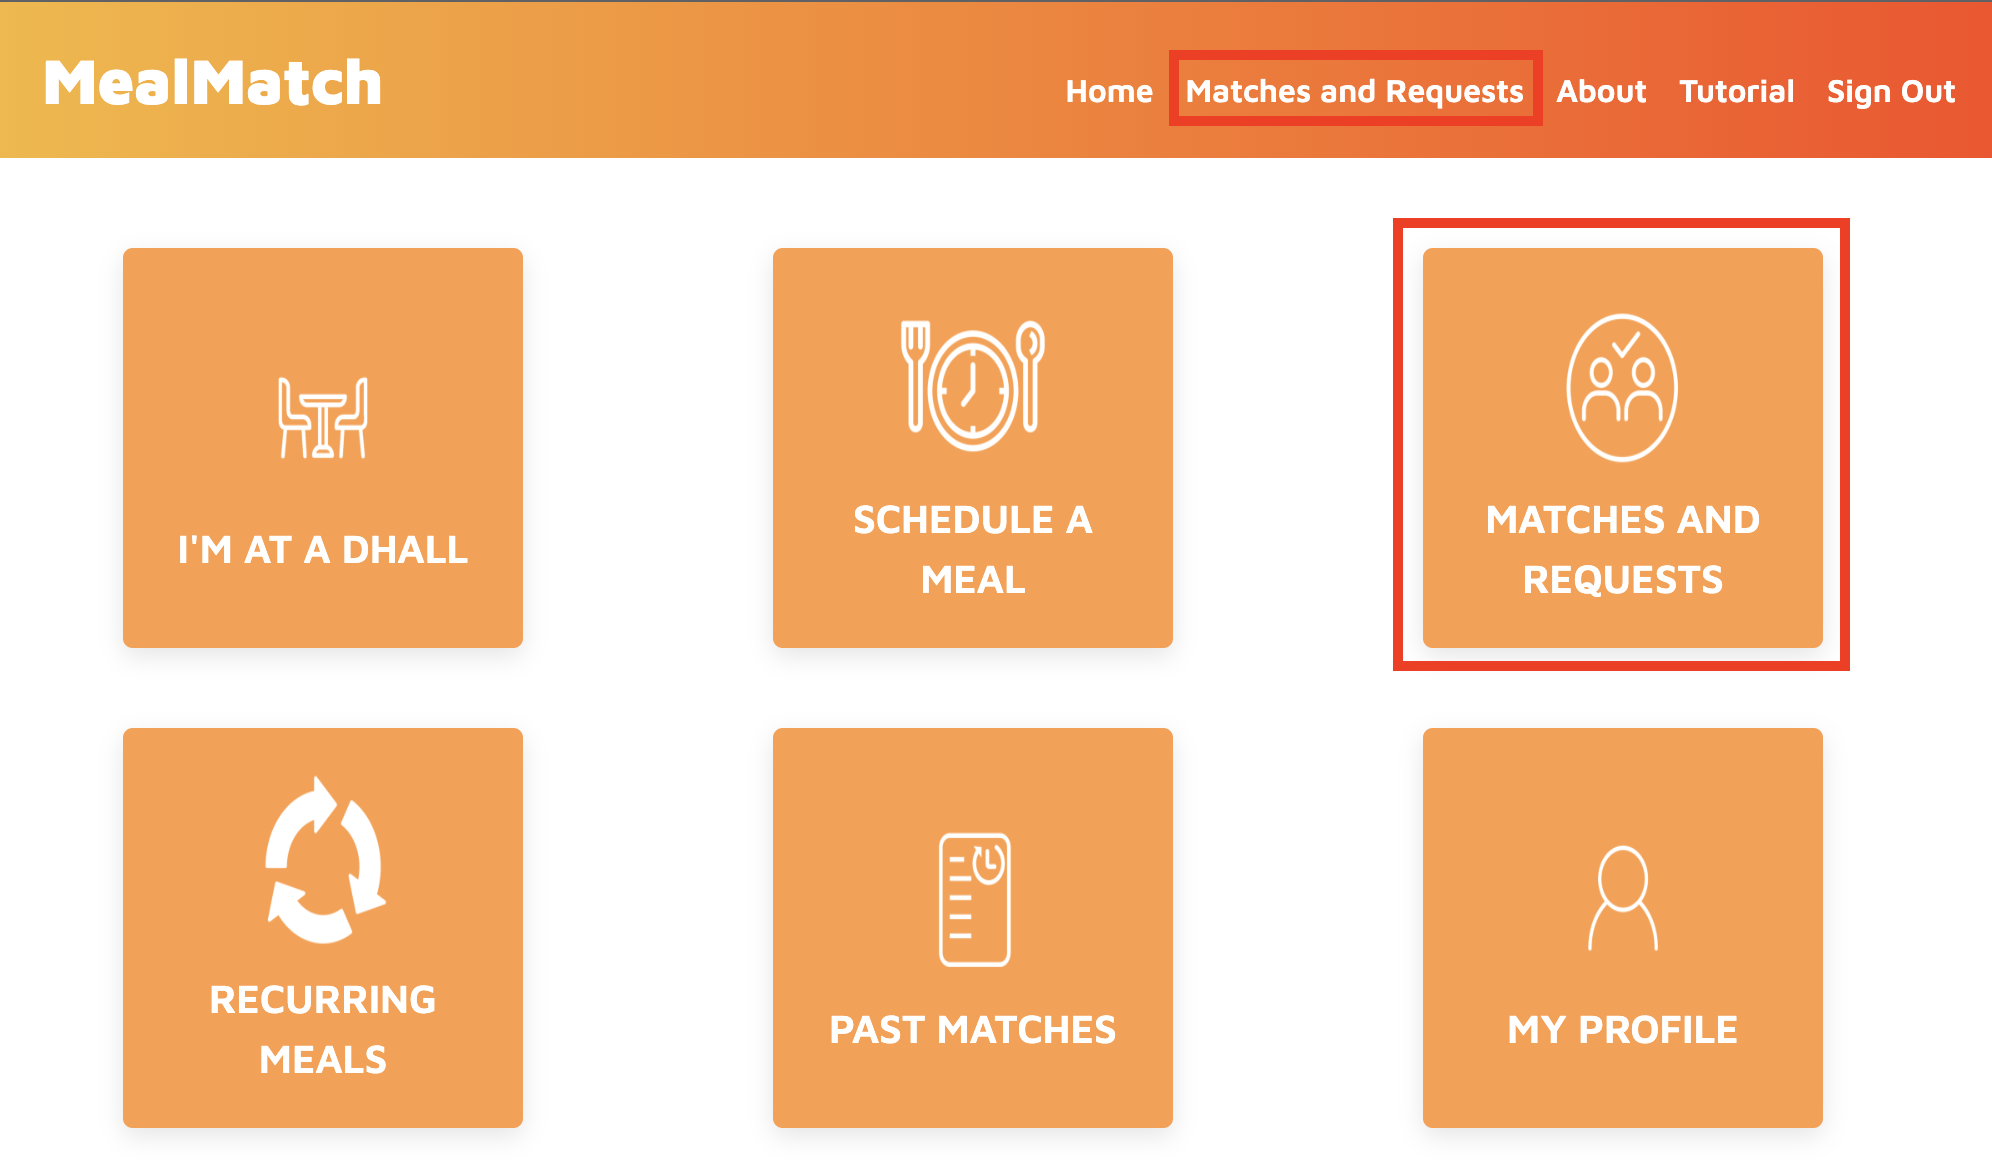 MealMatch
Home Matches and Requests About Tutorial Sign Out
I'M AT A DHALL
SCHEDULE A
MEAL
MATCHES AND
REQUESTS
RECURRING
MEALS
PAST MATCHES
MY PROFILE